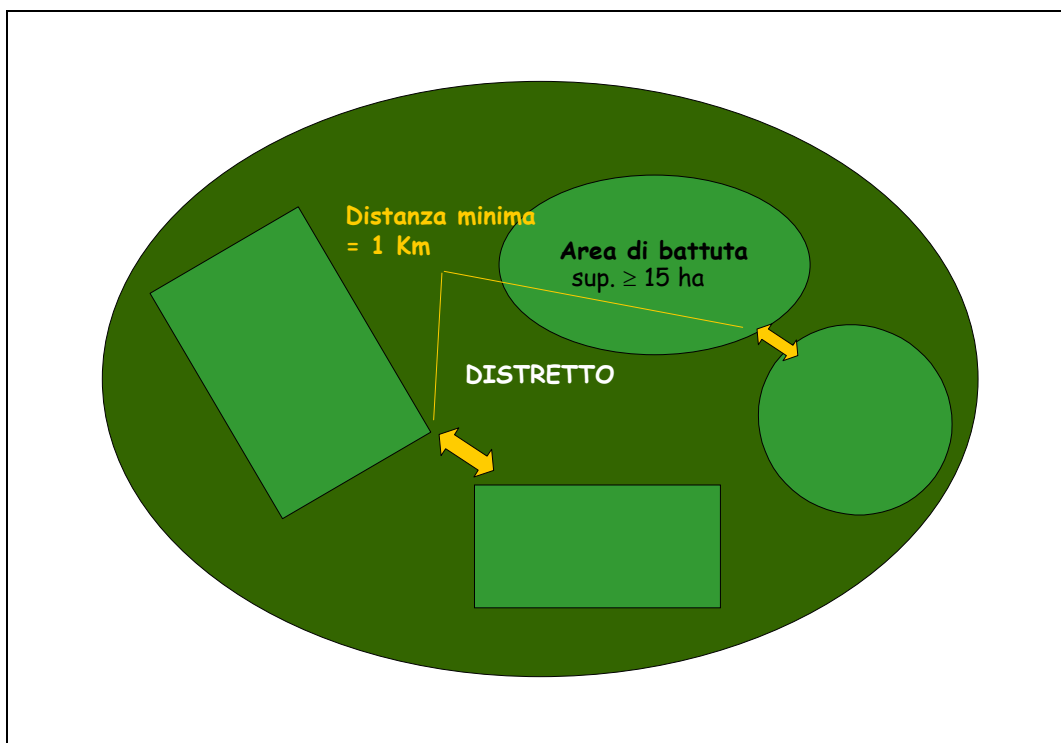 Distanza minima
= 1 Km
Area di battuta
sup. ≥ 15 ha
DISTRETTO